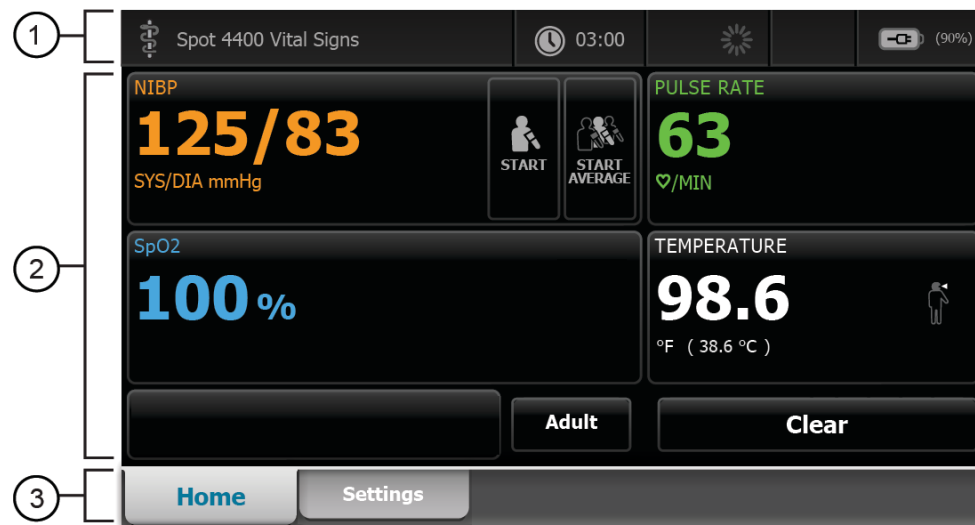 1
Spot 4400 Vital Signs
03:00
(90%)
2
NIBP
125/83
SYS/DIA mmHg
START
START
AVERAGE
PULSE RATE
63
♡/MIN
SpO2
100 %
TEMPERATURE
98.6
°F ( 38.6 °C )
Adult
Clear
3
Home
Settings